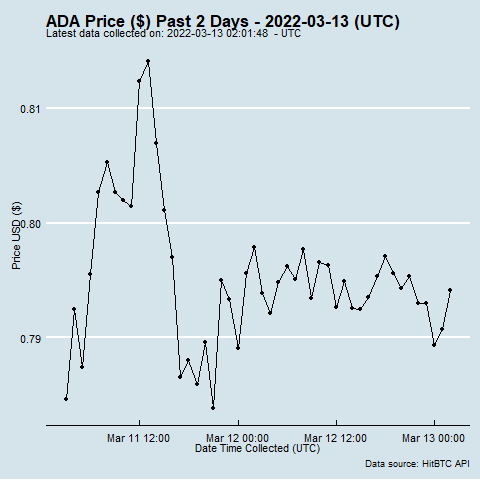 ADA Price ($) Past 2 Days - 2022-03-13 (UTC)
Latest data collected on: 2022-03-13 02:01:48 - UTC
0.81
0.80
0.79
Price USD ($)
Mar 11 12:00 Mar 12 00:00 Mar 12 12:00 Mar 13 00:00
Date Time Collected (UTC)
Data source: HitBTC API